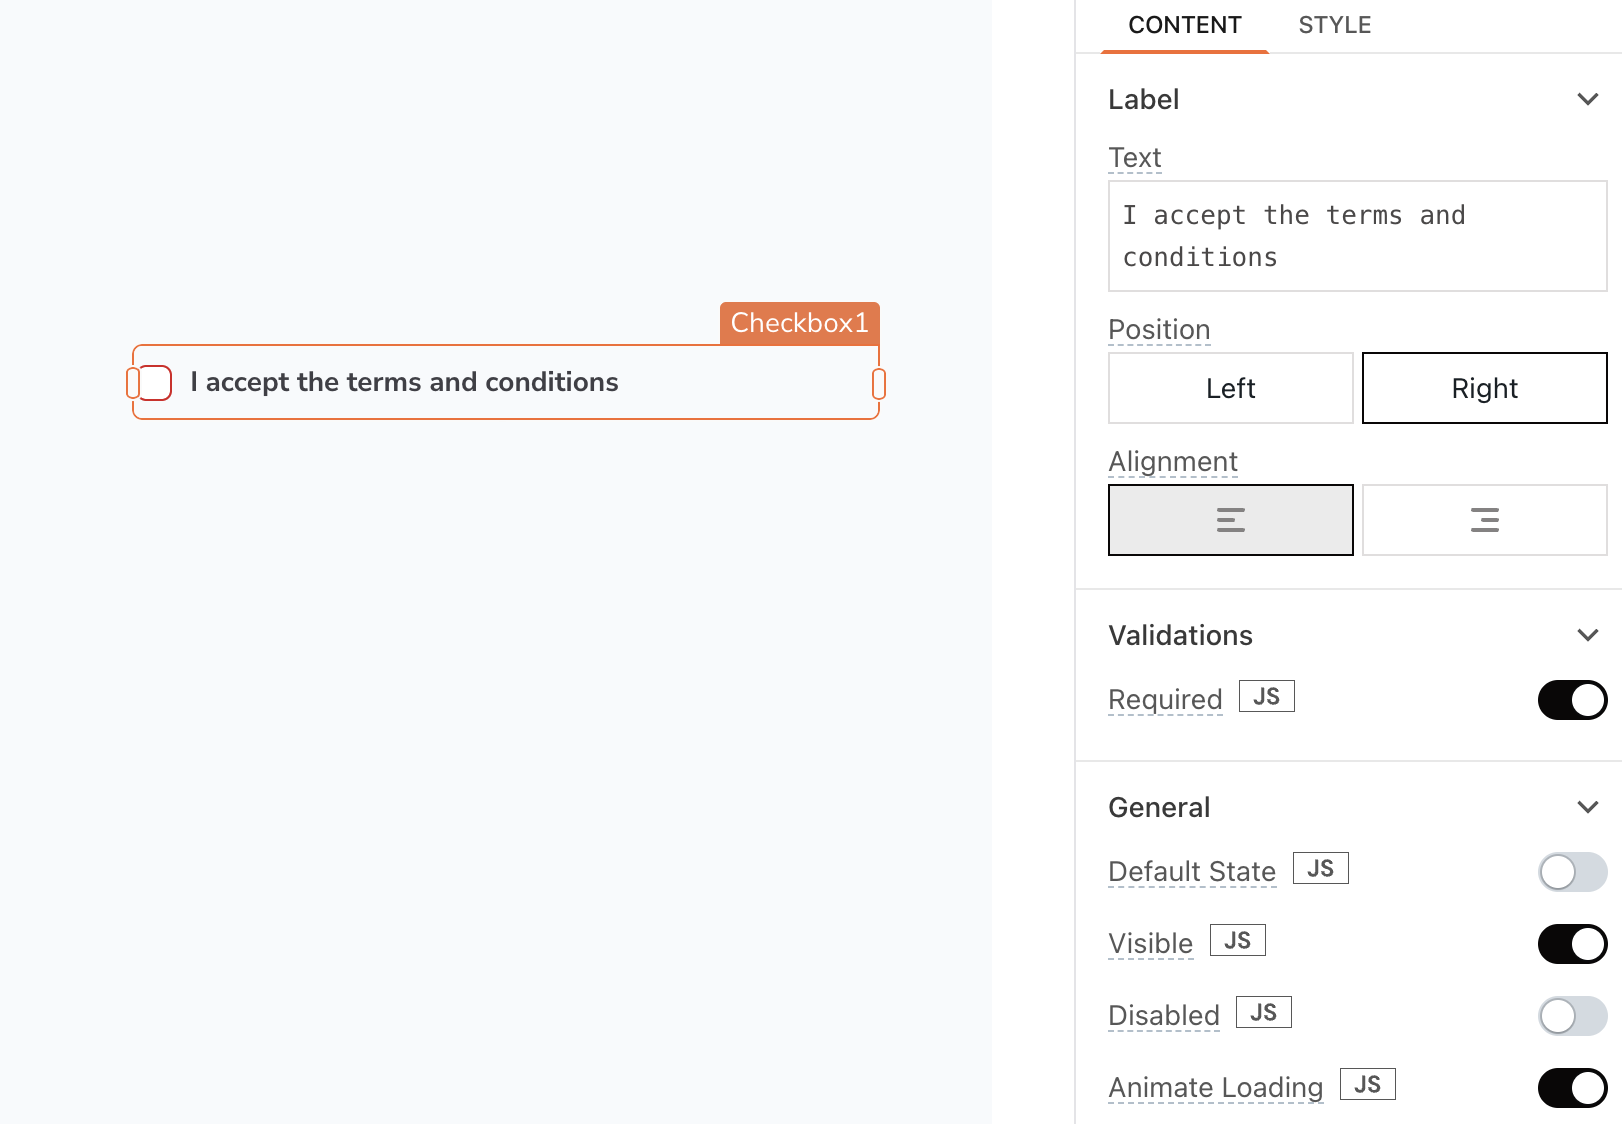 Checkbox1
I accept the terms and conditions
CONTENT STYLE
Label
Text
I accept the terms and
conditions
Position
Left Right
Alignment
Validations
Required JS
General
Default State JS
Visible JS
Disabled JS
Animate Loading JS